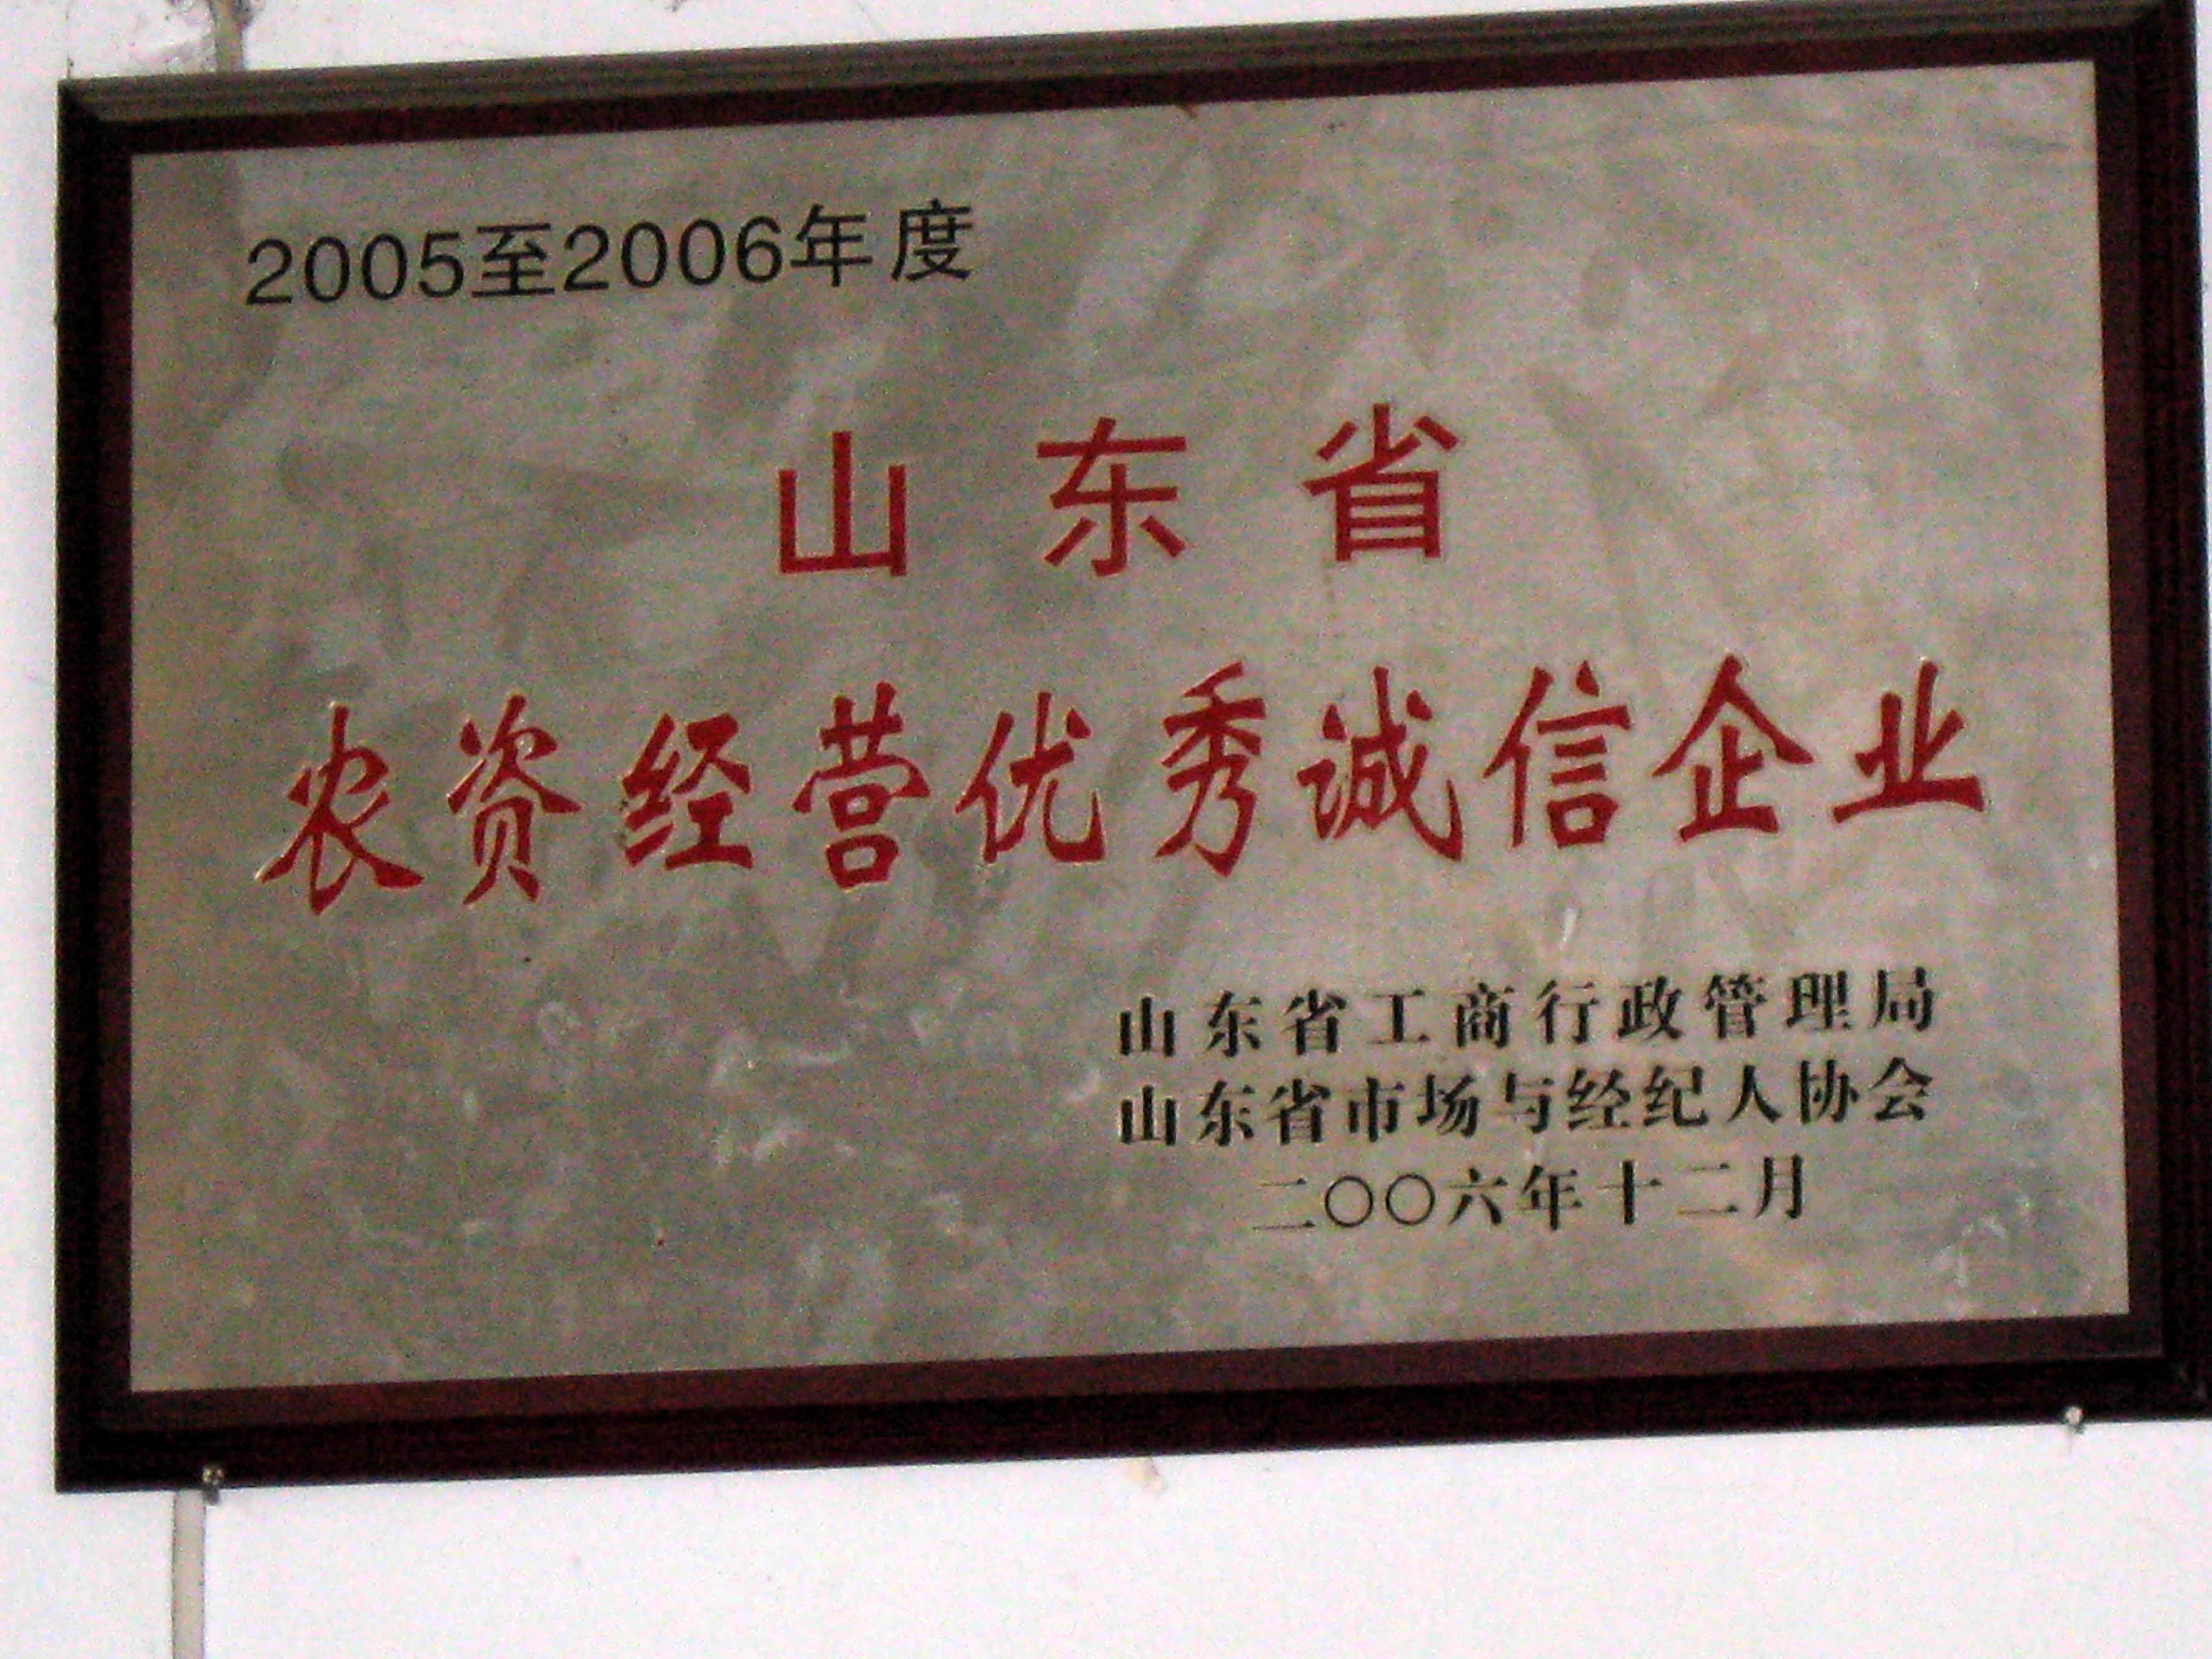 2005至2006年度
山东省
农资经营优秀诚信企业
山东省工商行政管理局
山东省市场与经纪人协会
二〇〇六年十二月